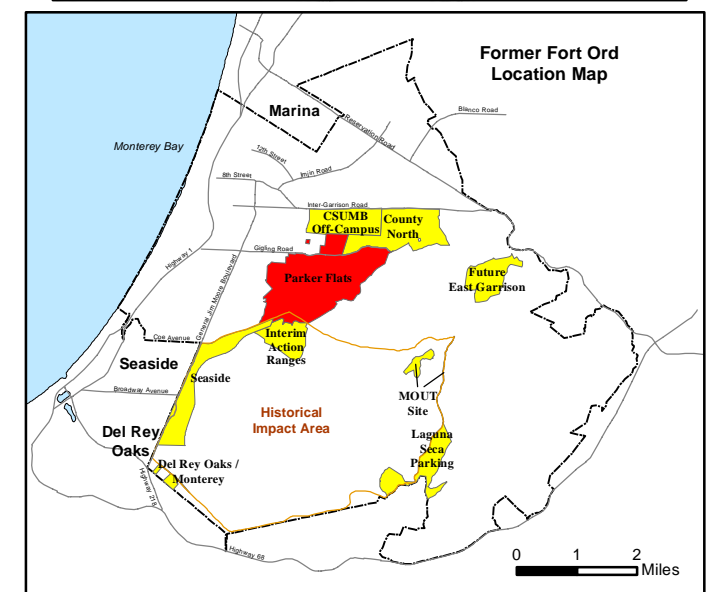 Former Fort Ord
Location Map
Marina
Blanco Road
Reservation Road
Monterey Bay
12th Street
Imjin Road
8th Street
Inter-Garrison Road
CSUMB
Off-Campus
County
North
Gigling Road
Highway 1
General Jim Moore Boulevard
Parker Flats
Future
East Garrison
Coe Avenue
Interim
Action
Ranges
Seaside
Seaside
Broadway Avenue
MOUT
Site
Historical
Impact Area
Del Rey
Oaks
Laguna
Seca
Parking
Del Rey Oaks /
Monterey
Highway 218
Highway 68
0 1 2
Miles